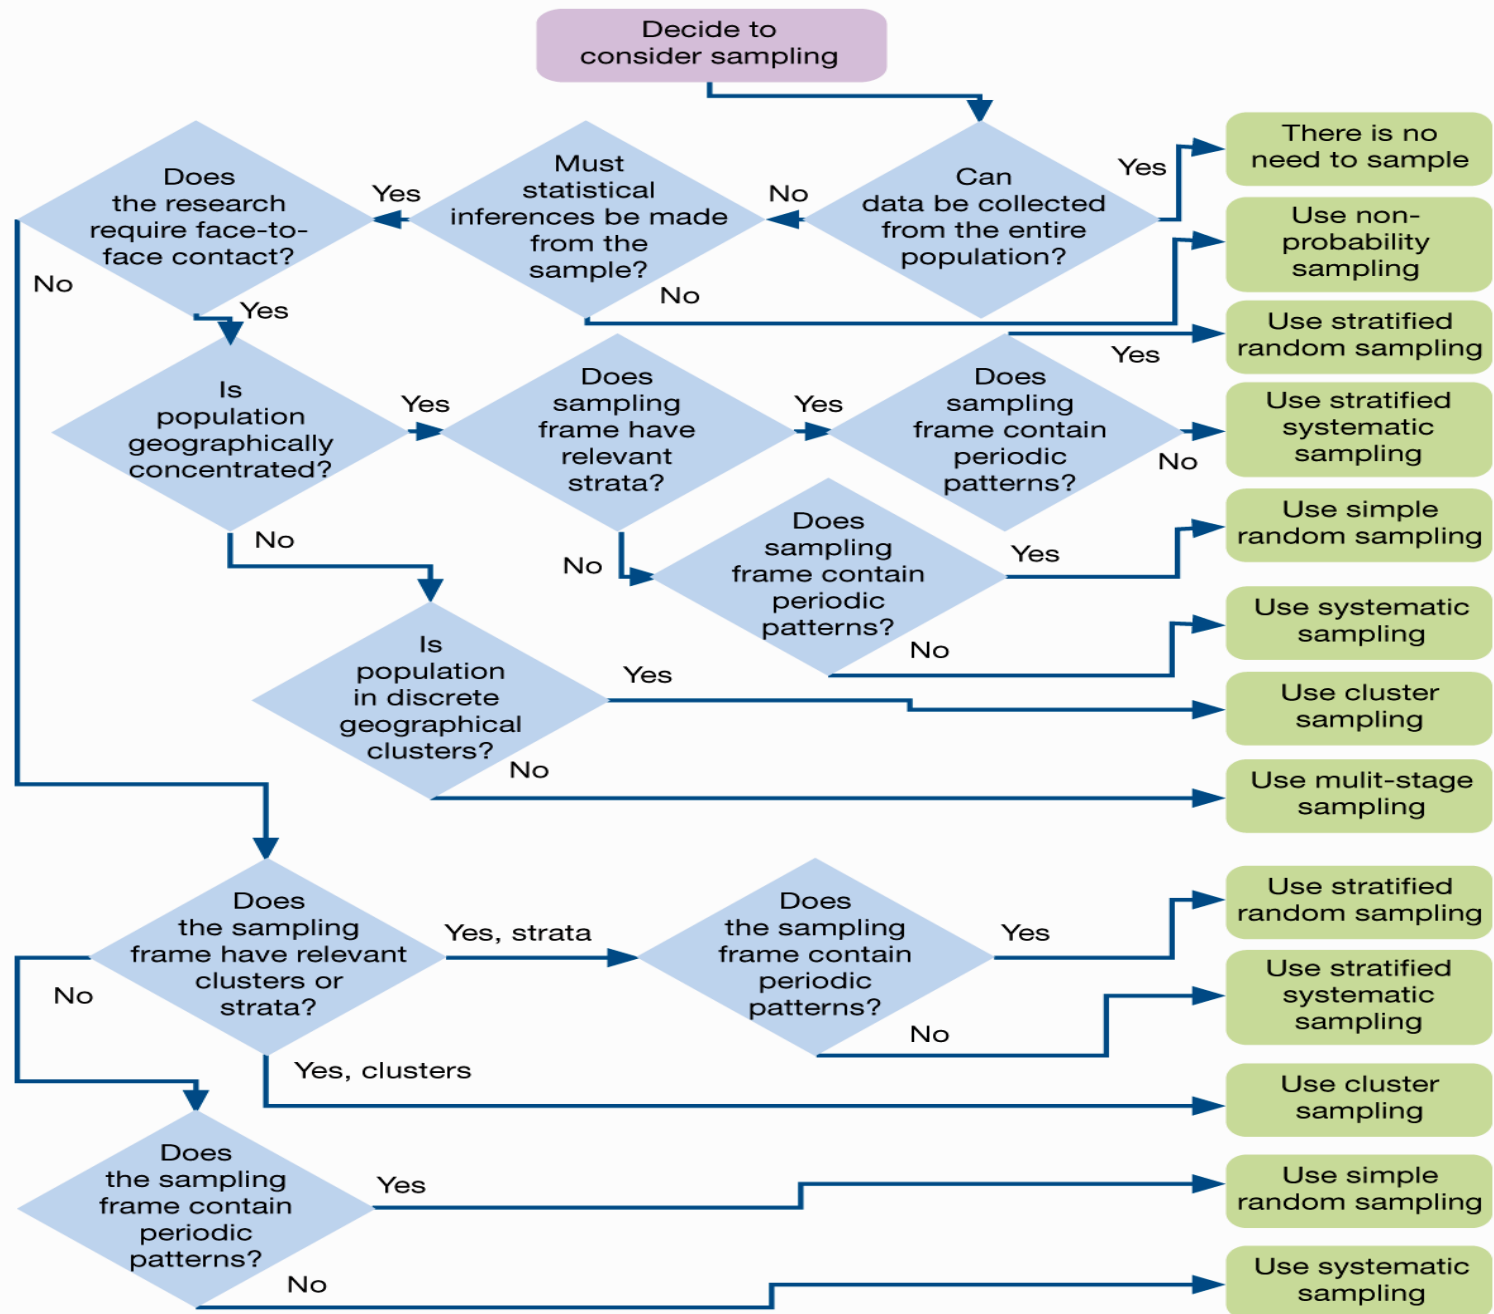 Decide to
consider sampling
Can
data be collected
from the entire
population?
Yes
There is no
need to sample
No
Must
statistical
inferences be made
from the
sample?
No
Use non-
probability
sampling
Yes
Does
the research
require face-to-
face contact?
No
Yes
Is
population
geographically
concentrated?
Yes
Does
sampling
frame have
relevant
strata?
Yes
Does
sampling
frame contain
periodic
patterns?
Yes
Use stratified
random sampling
No
Use stratified
systematic
sampling
No
Does
sampling
frame contain
periodic
patterns?
Yes
Use simple
random sampling
No
Use systematic
sampling
No
Is
population
in discrete
geographical
clusters?
Yes
Use cluster
sampling
No
Use mulit-stage
sampling
Does
the sampling
frame have relevant
clusters or
strata?
Yes, strata
Does
the sampling
frame contain
periodic
patterns?
Yes
Use stratified
random sampling
No
Use stratified
systematic
sampling
Yes, clusters
Use cluster
sampling
No
Does
the sampling
frame contain
periodic
patterns?
Yes
Use simple
random sampling
No
Use systematic
sampling